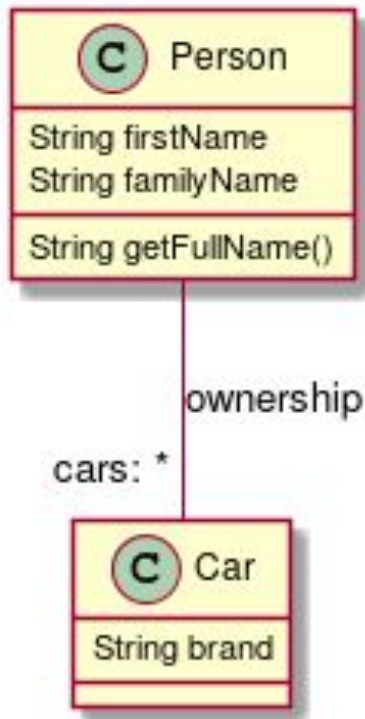 C Person
String firstName
String familyName
String getFullName()
ownership
cars: *
C Car
String brand